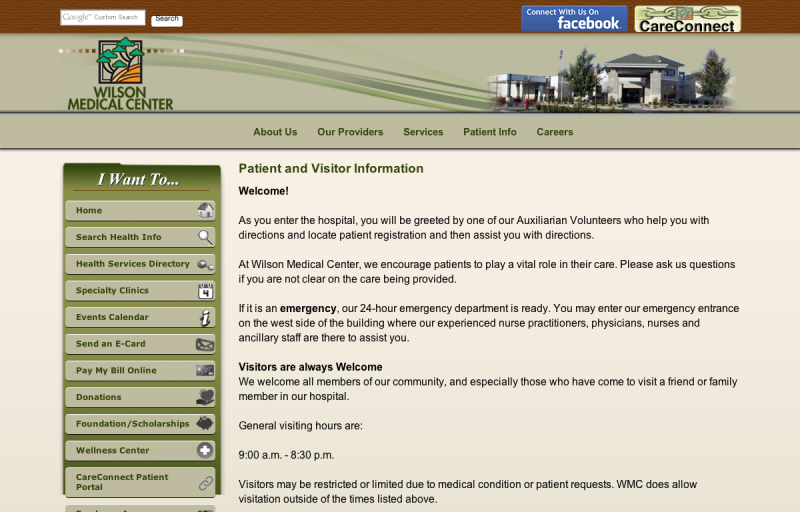 Google™ Custom Search
Search
Connect With Us On
facebook
CareConnect
WILSON
MEDICAL CENTER
About Us
Our Providers
Services
Patient Info
Careers
I Want To...
Home
Search Health Info
Health Services Directory
Specialty Clinics
4
Events Calendar
Send an E-Card
Pay My Bill Online
Donations
Foundation/Scholarships
Wellness Center
CareConnect Patient
Portal
Patient and Visitor Information
Welcome!
As you enter the hospital, you will be greeted by one of our Auxiliarian Volunteers who help you with
directions and locate patient registration and then assist you with directions.
At Wilson Medical Center, we encourage patients to play a vital role in their care. Please ask us questions
if you are not clear on the care being provided.
If it is an emergency, our 24-hour emergency department is ready. You may enter our emergency entrance
on the west side of the building where our experienced nurse practitioners, physicians, nurses and
ancillary staff are there to assist you.
Visitors are always Welcome
We welcome all members of our community, and especially those who have come to visit a friend or family
member in our hospital.
General visiting hours are:
9:00 a.m. - 8:30 p.m.
Visitors may be restricted or limited due to medical condition or patient requests. WMC does allow
visitation outside of the times listed above.